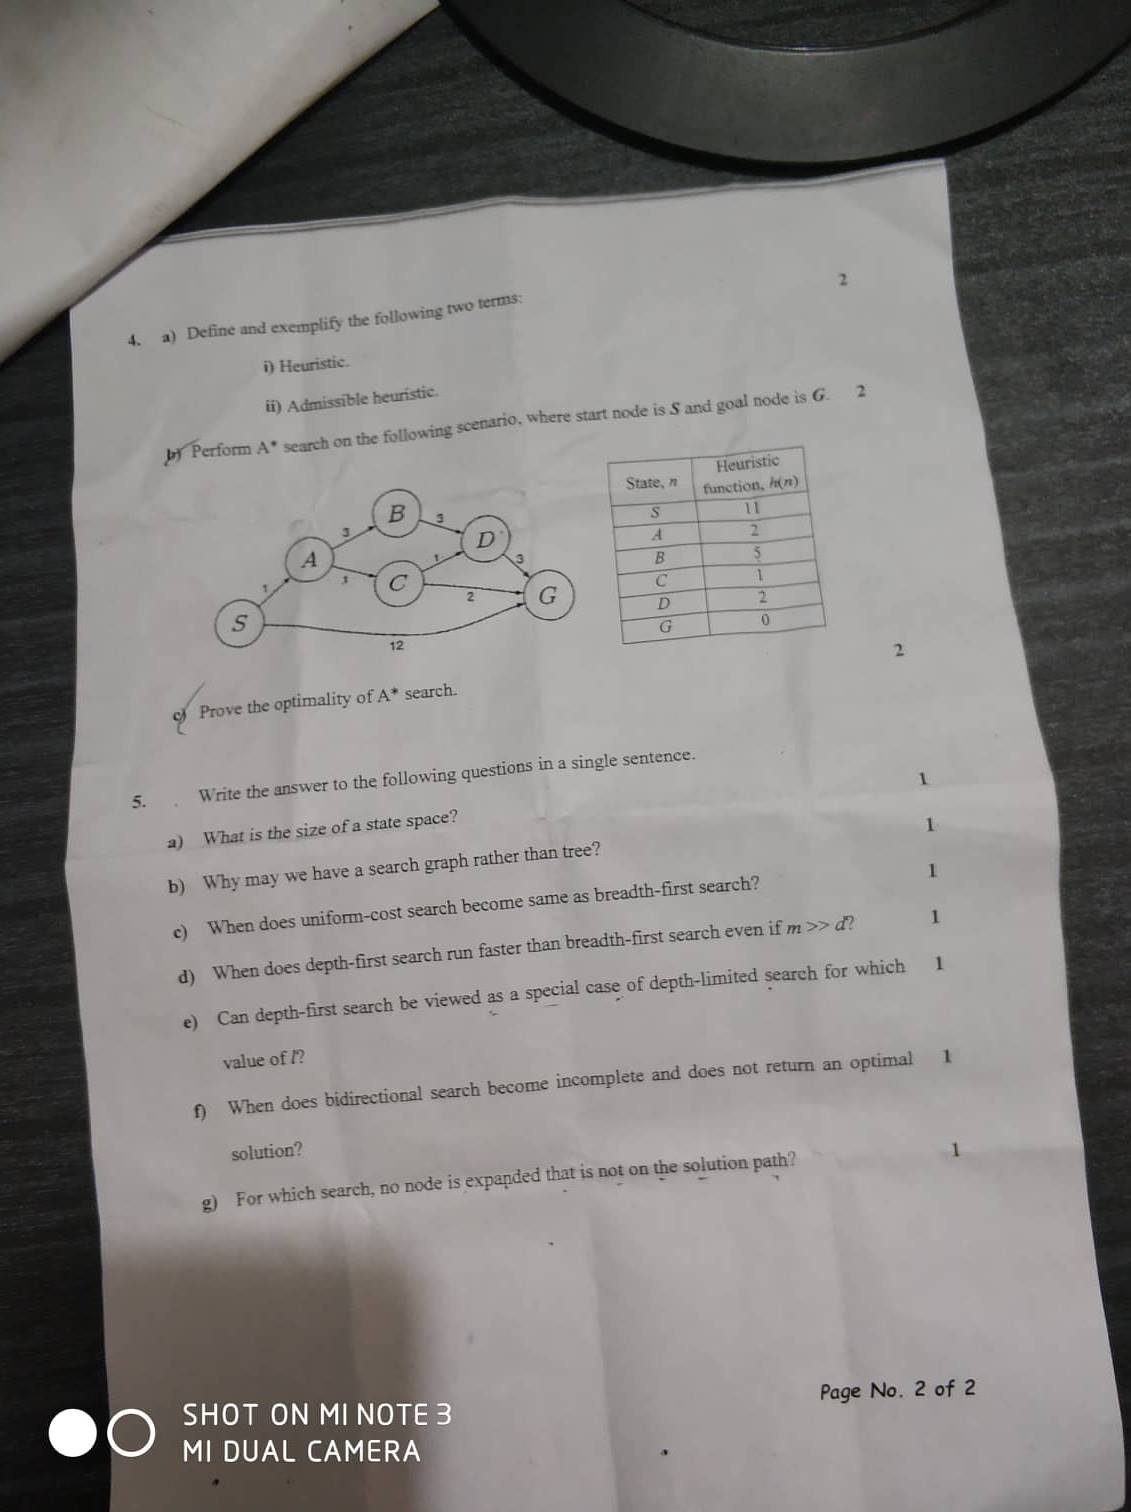 2
4. a) Define and exemplify the following two terms:
i) Heuristic.
ii) Admissible heuristic.
b) Perform A* search on the following scenario, where start node is S and goal node is G. 2
S
A
B
C
D
G
1
3
1
3
1
3
2
12
State, n Heuristic function, h(n)
S 11
A 2
B 5
C 1
D 2
G 0
2
c) Prove the optimality of A* search.
5. Write the answer to the following questions in a single sentence.
a) What is the size of a state space? 1
b) Why may we have a search graph rather than tree? 1
c) When does uniform-cost search become same as breadth-first search? 1
d) When does depth-first search run faster than breadth-first search even if m >> d? 1
e) Can depth-first search be viewed as a special case of depth-limited search for which 1
value of l?
f) When does bidirectional search become incomplete and does not return an optimal 1
solution?
g) For which search, no node is expanded that is not on the solution path? 1
Page No. 2 of 2
SHOT ON MI NOTE 3
MI DUAL CAMERA